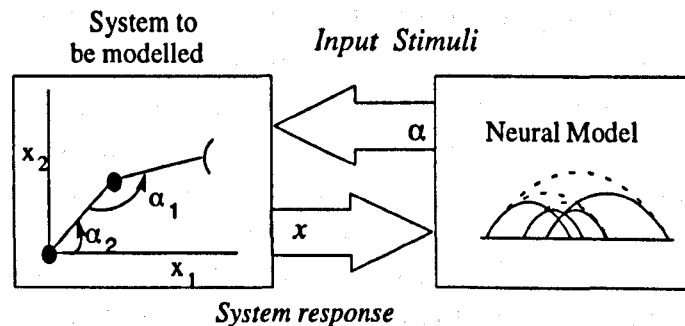 System to
be modelled
Input Stimuli
α
Neural Model
x₂
α₁
α₂
x₁
x
System response